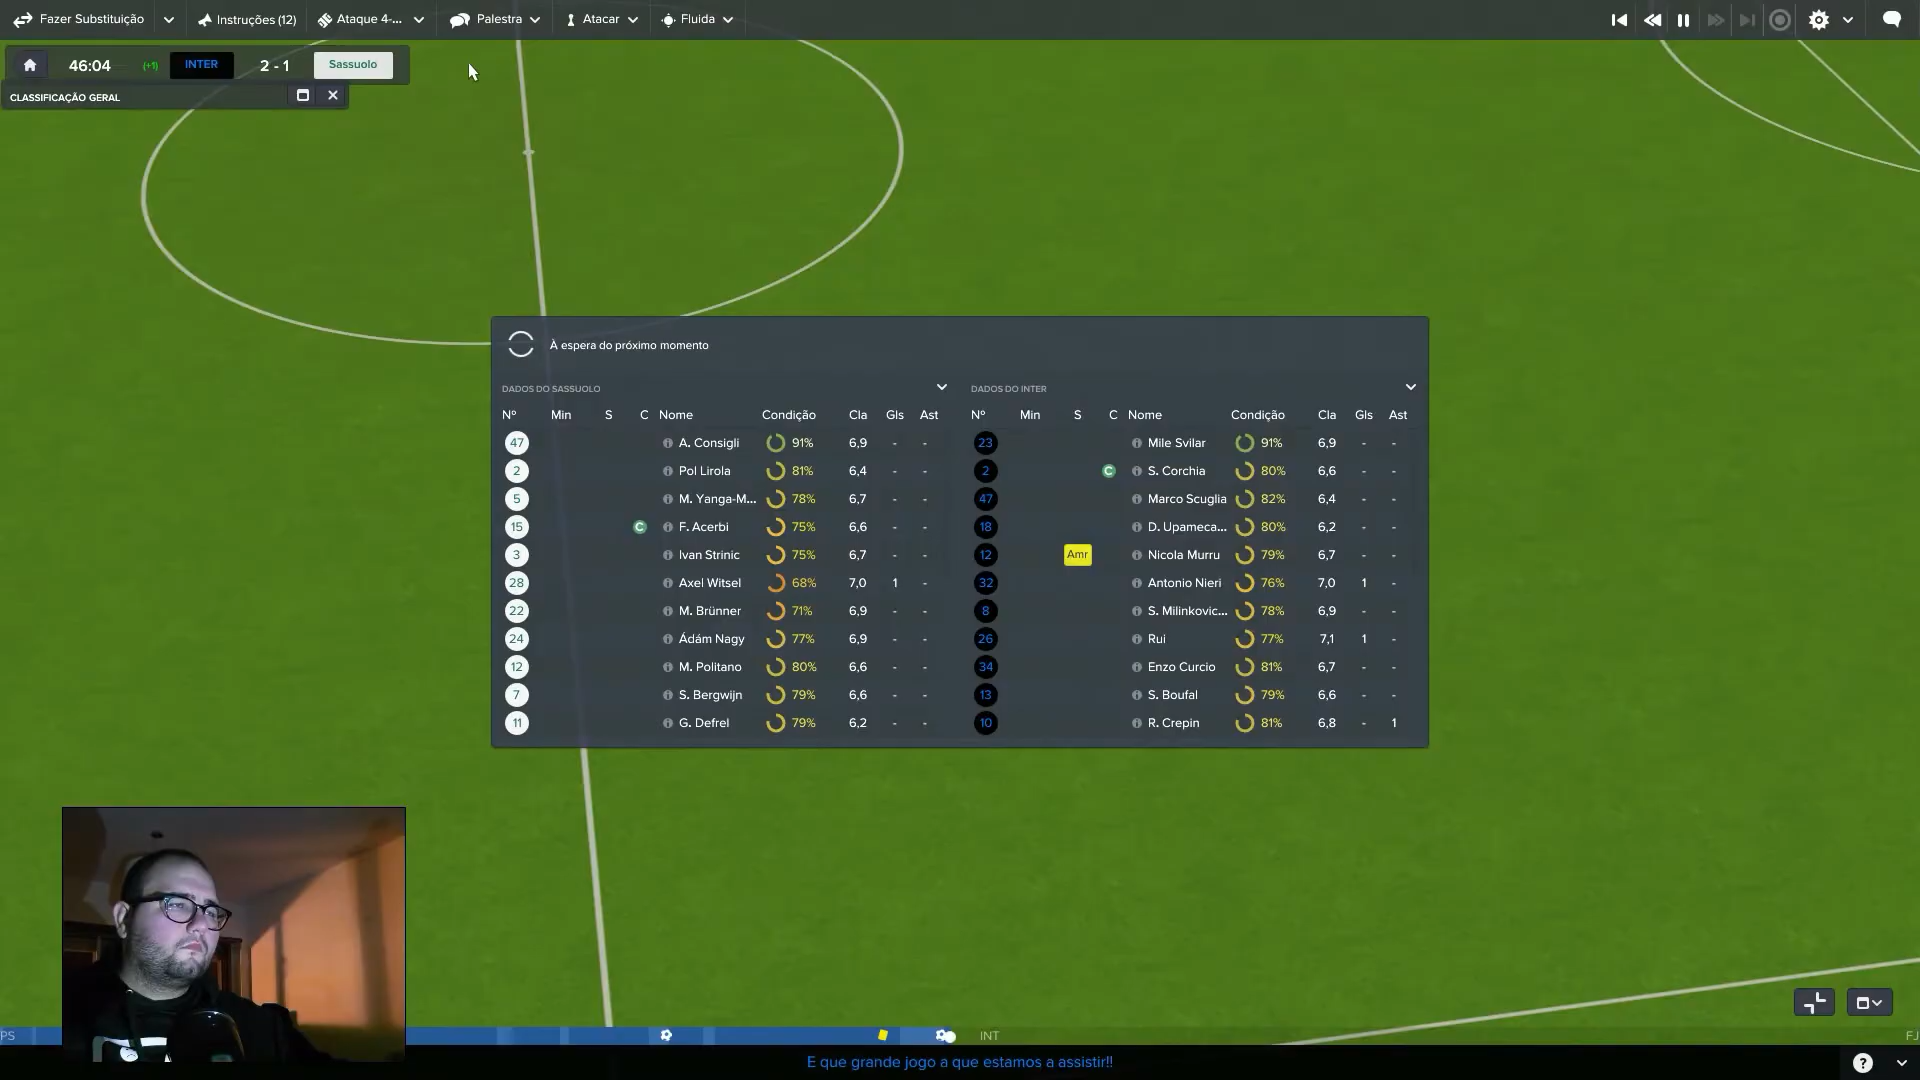 Fazer Substituição Instruções (12) Ataque 4-... Palestra Atacar Fluida
46:04 (+1) INTER 2 - 1 Sassuolo
CLASSIFICAÇÃO GERAL
À espera do próximo momento
DADOS DO SASSUOLO
Nº Min S C Nome Condição Cla Gls Ast
47 A. Consigli 91% 6,9 - -
2 Pol Lirola 81% 6,4 - -
5 M. Yanga-M... 78% 6,7 - -
15 C F. Acerbi 75% 6,6 - -
3 Ivan Strinic 75% 6,7 - -
28 Axel Witsel 68% 7,0 1 -
22 M. Brünner 71% 6,9 - -
24 Ádám Nagy 77% 6,9 - -
12 M. Politano 80% 6,6 - -
7 S. Bergwijn 79% 6,6 - -
11 G. Defrel 79% 6,2 - -
DADOS DO INTER
Nº Min S C Nome Condição Cla Gls Ast
23 Mile Svilar 91% 6,9 - -
2 C S. Corchia 80% 6,6 - -
47 Marco Scuglia 82% 6,4 - -
18 D. Upameca... 80% 6,2 - -
12 Amr Nicola Murru 79% 6,7 - -
32 Antonio Nieri 76% 7,0 1 -
8 S. Milinkovic... 78% 6,9 - -
26 Rui 77% 7,1 1 -
34 Enzo Curcio 81% 6,7 - -
13 S. Boufal 79% 6,6 - -
10 R. Crepin 81% 6,8 - 1
PS INT FJ
E que grande jogo a que estamos a assistir!!
?